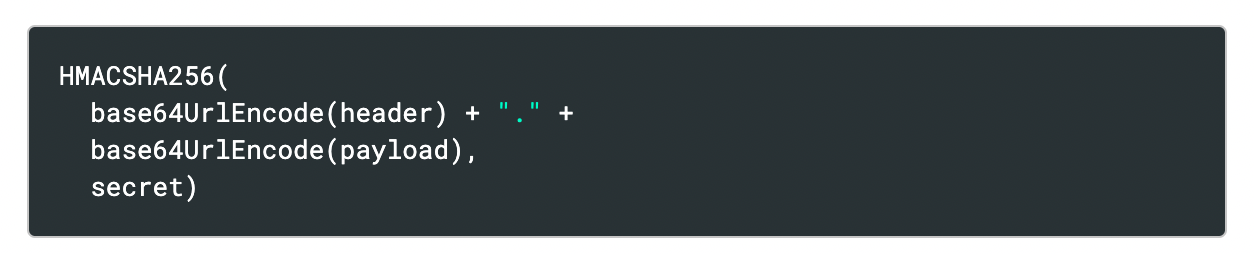 HMACSHA256(
  base64UrlEncode(header) + "." +
  base64UrlEncode(payload),
  secret)